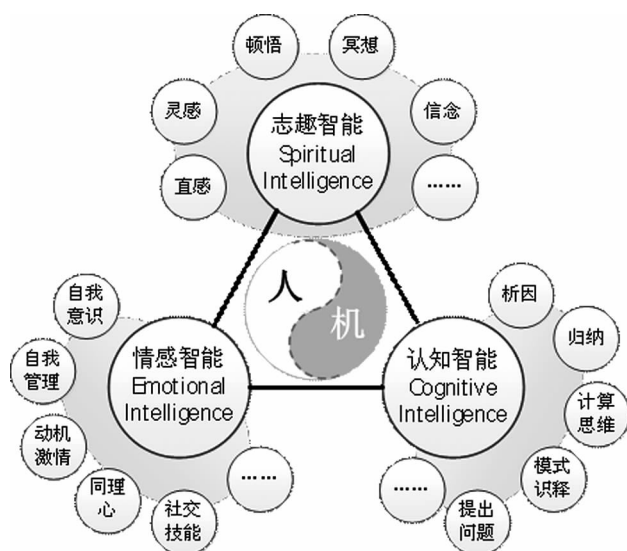 顿悟
冥想
灵感
信念
直感
……
志趣智能
Spiritual
Intelligence
人
机
自我
意识
自我
管理
动机
激情
同理
心
社交
技能
……
情感智能
Emotional
Intelligence
认知智能
Cognitive
Intelligence
析因
归纳
计算
思维
模式
识释
提出
问题
……